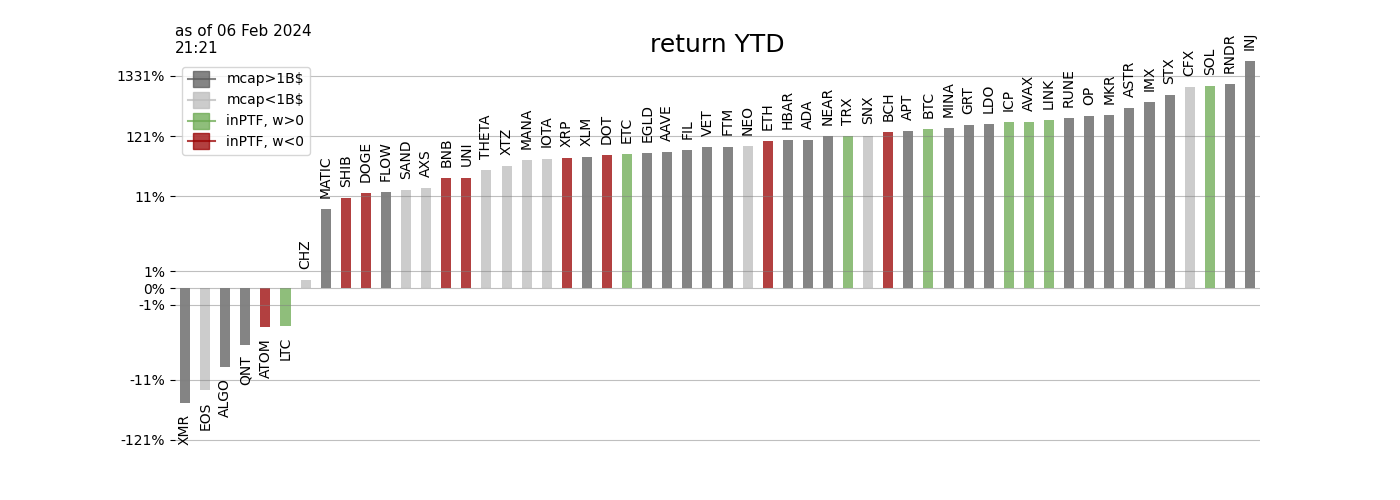 as of 06 Feb 2024
21:21
return YTD
mcap>1B$
mcap<1B$
inPTF, w>0
inPTF, w<0
1331%
121%
11%
1%
0%
-1%
-11%
-121%
XMR
EOS
ALGO
QNT
ATOM
LTC
CHZ
MATIC
SHIB
DOGE
FLOW
SAND
AXS
BNB
UNI
THETA
XTZ
MANA
IOTA
XRP
XLM
DOT
ETC
EGLD
AAVE
FIL
VET
FTM
NEO
ETH
HBAR
ADA
NEAR
TRX
SNX
BCH
APT
BTC
MINA
GRT
LDO
ICP
AVAX
LINK
RUNE
OP
MKR
ASTR
IMX
STX
CFX
SOL
RNDR
INJ